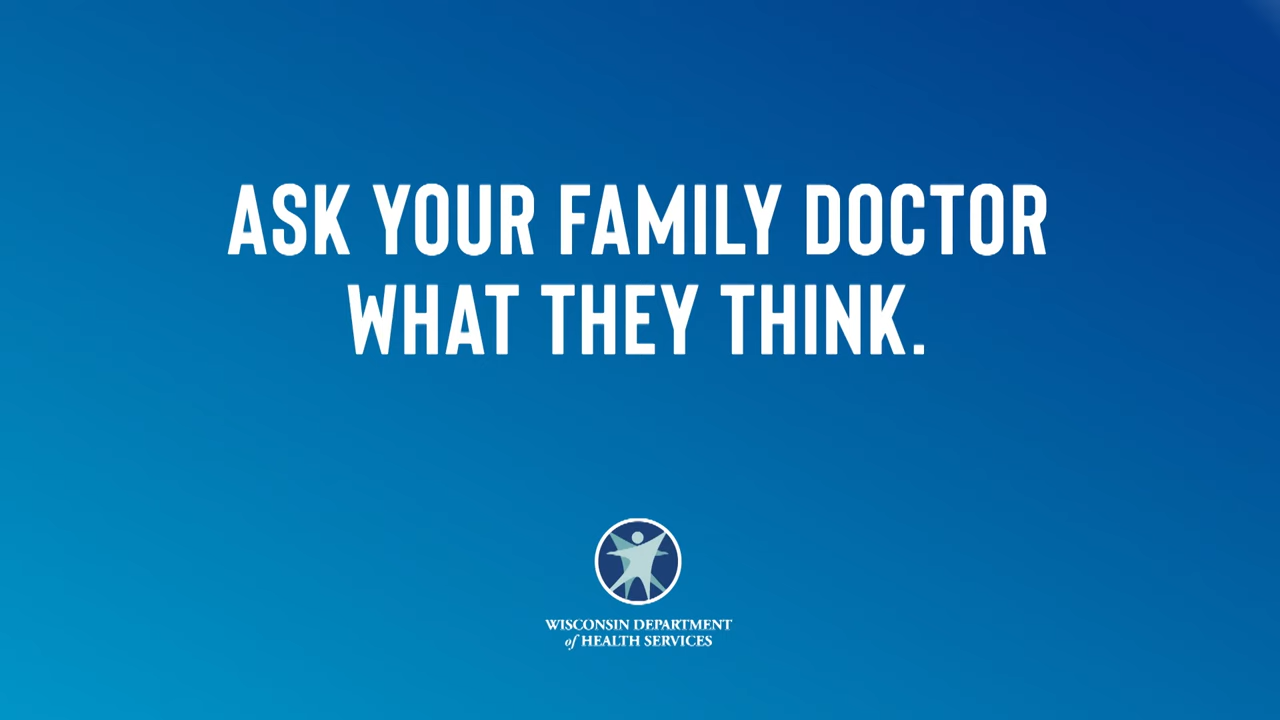 ASK YOUR FAMILY DOCTOR
WHAT THEY THINK.
WISCONSIN DEPARTMENT
of HEALTH SERVICES